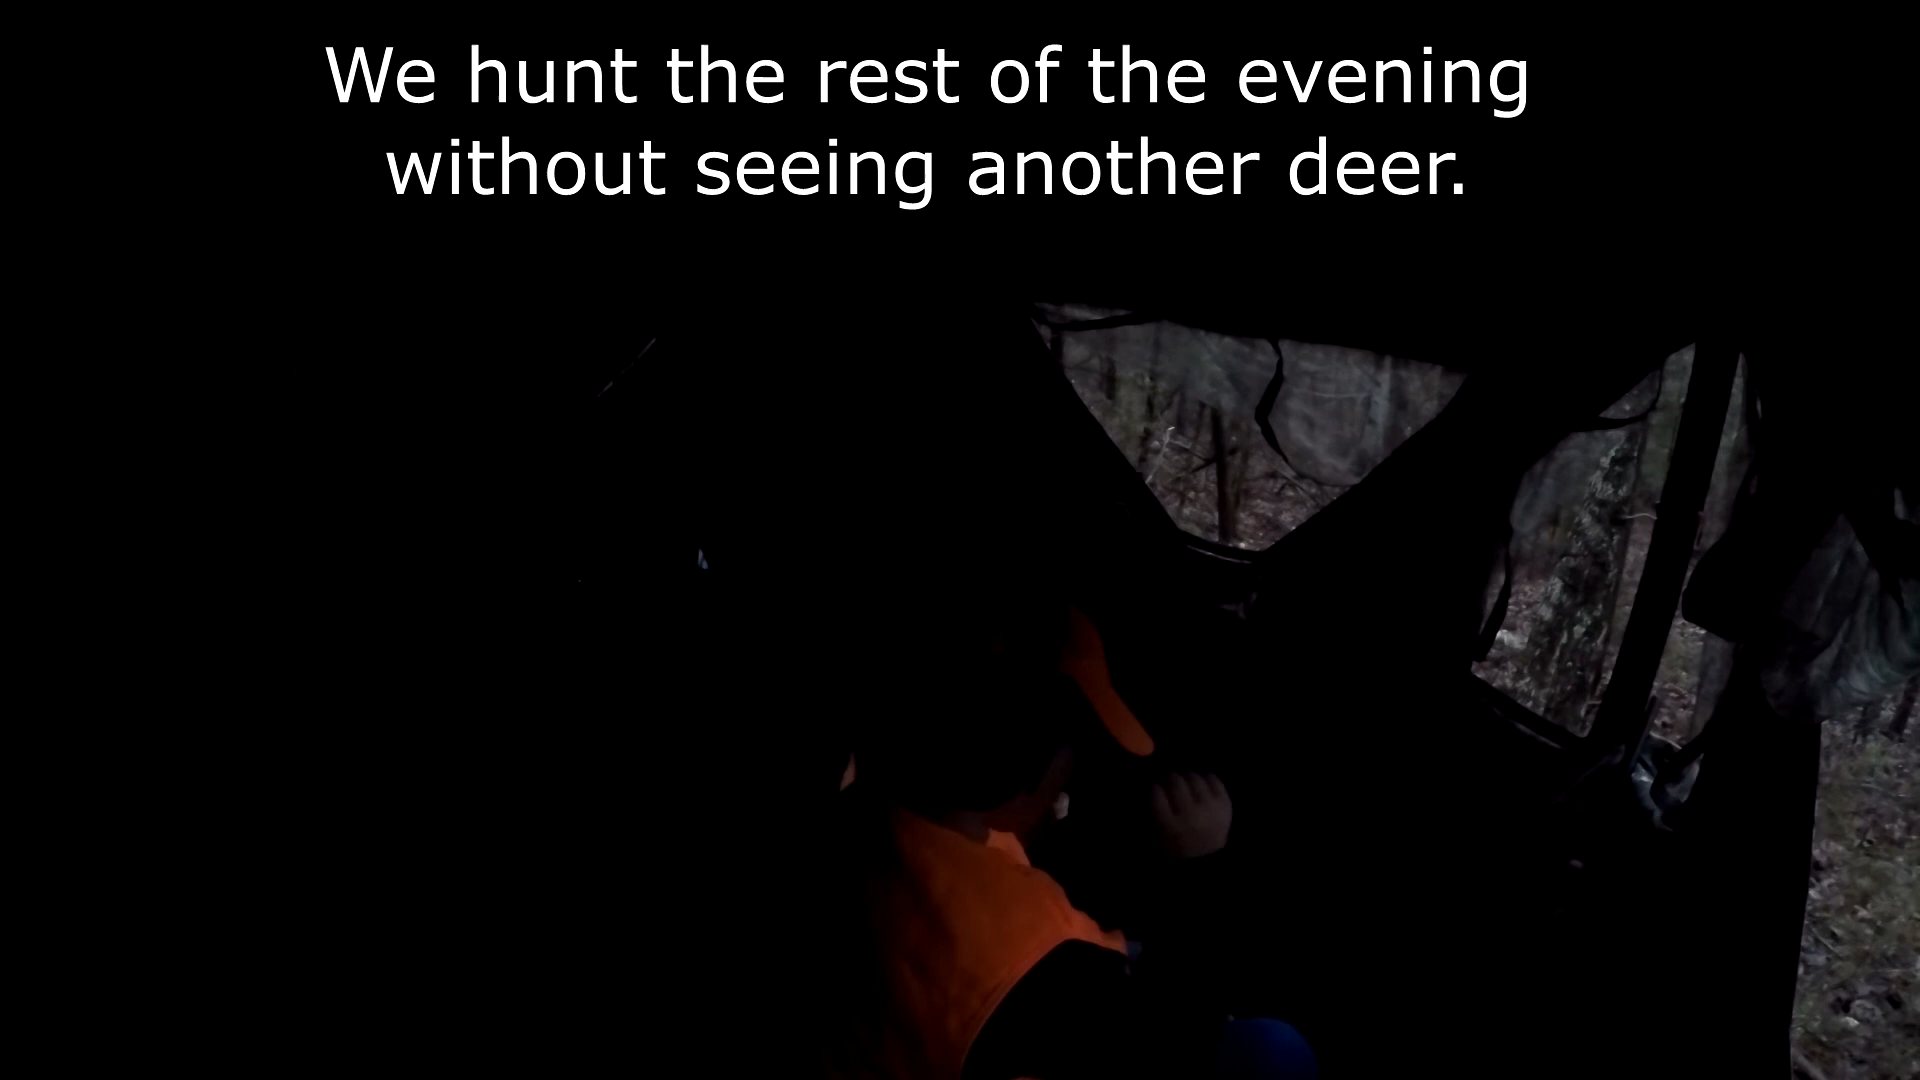 We hunt the rest of the evening
without seeing another deer.